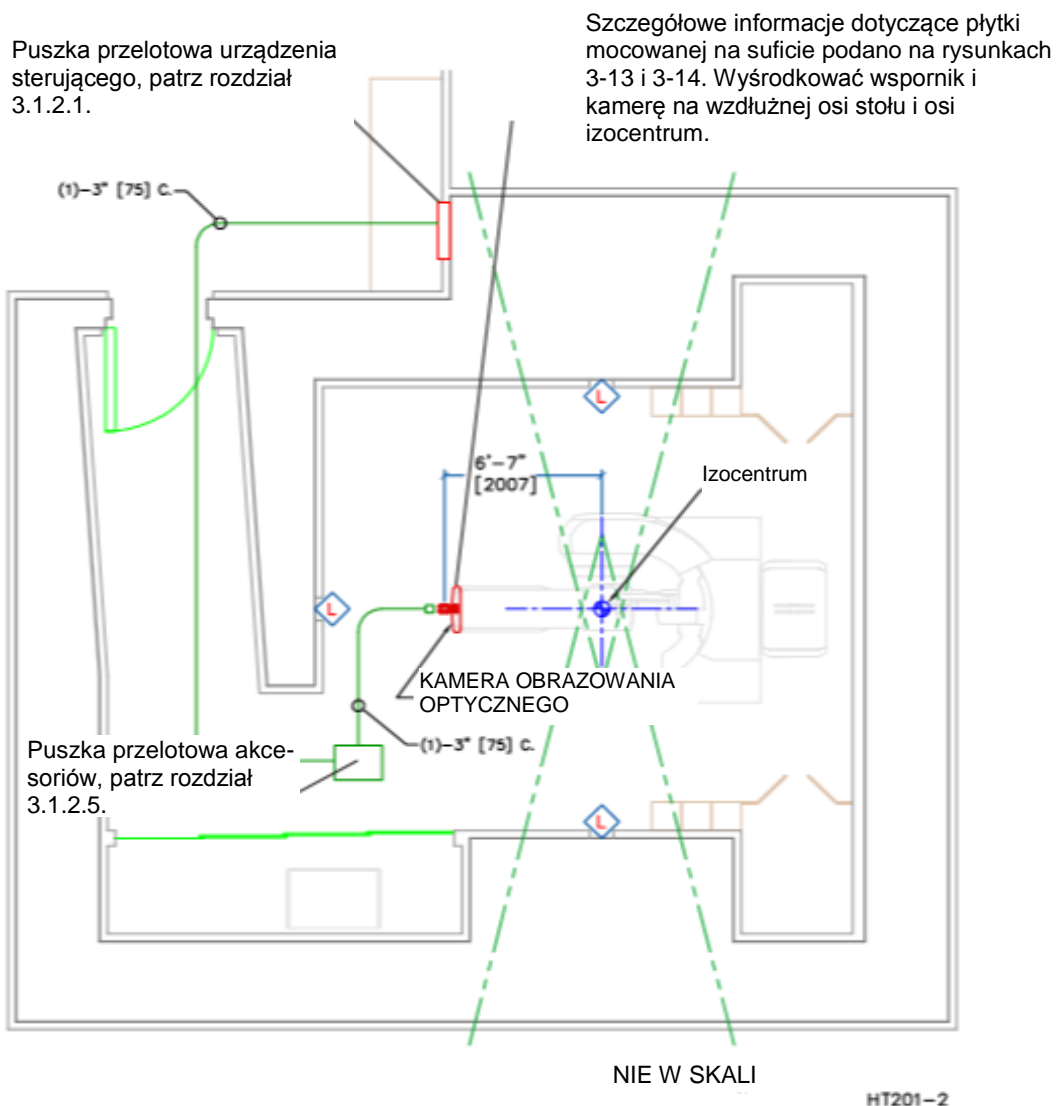 Szczegółowe informacje dotyczące płytki
mocowanej na suficie podano na rysunkach
3-13 i 3-14. Wyśrodkować wspornik i
kamerę na wzdłużnej osi stołu i osi
izocentrum.
Puszka przelotowa urządzenia
sterującego, patrz rozdział
3.1.2.1.
(1)-3" [75] C.
L
6'-7"
[2007]
Izocentrum
L
KAMERA OBRAZOWANIA
OPTYCZNEGO
(1)-3" [75] C.
Puszka przelotowa akce-
soriów, patrz rozdział
3.1.2.5.
L
NIE W SKALI
HT201-2